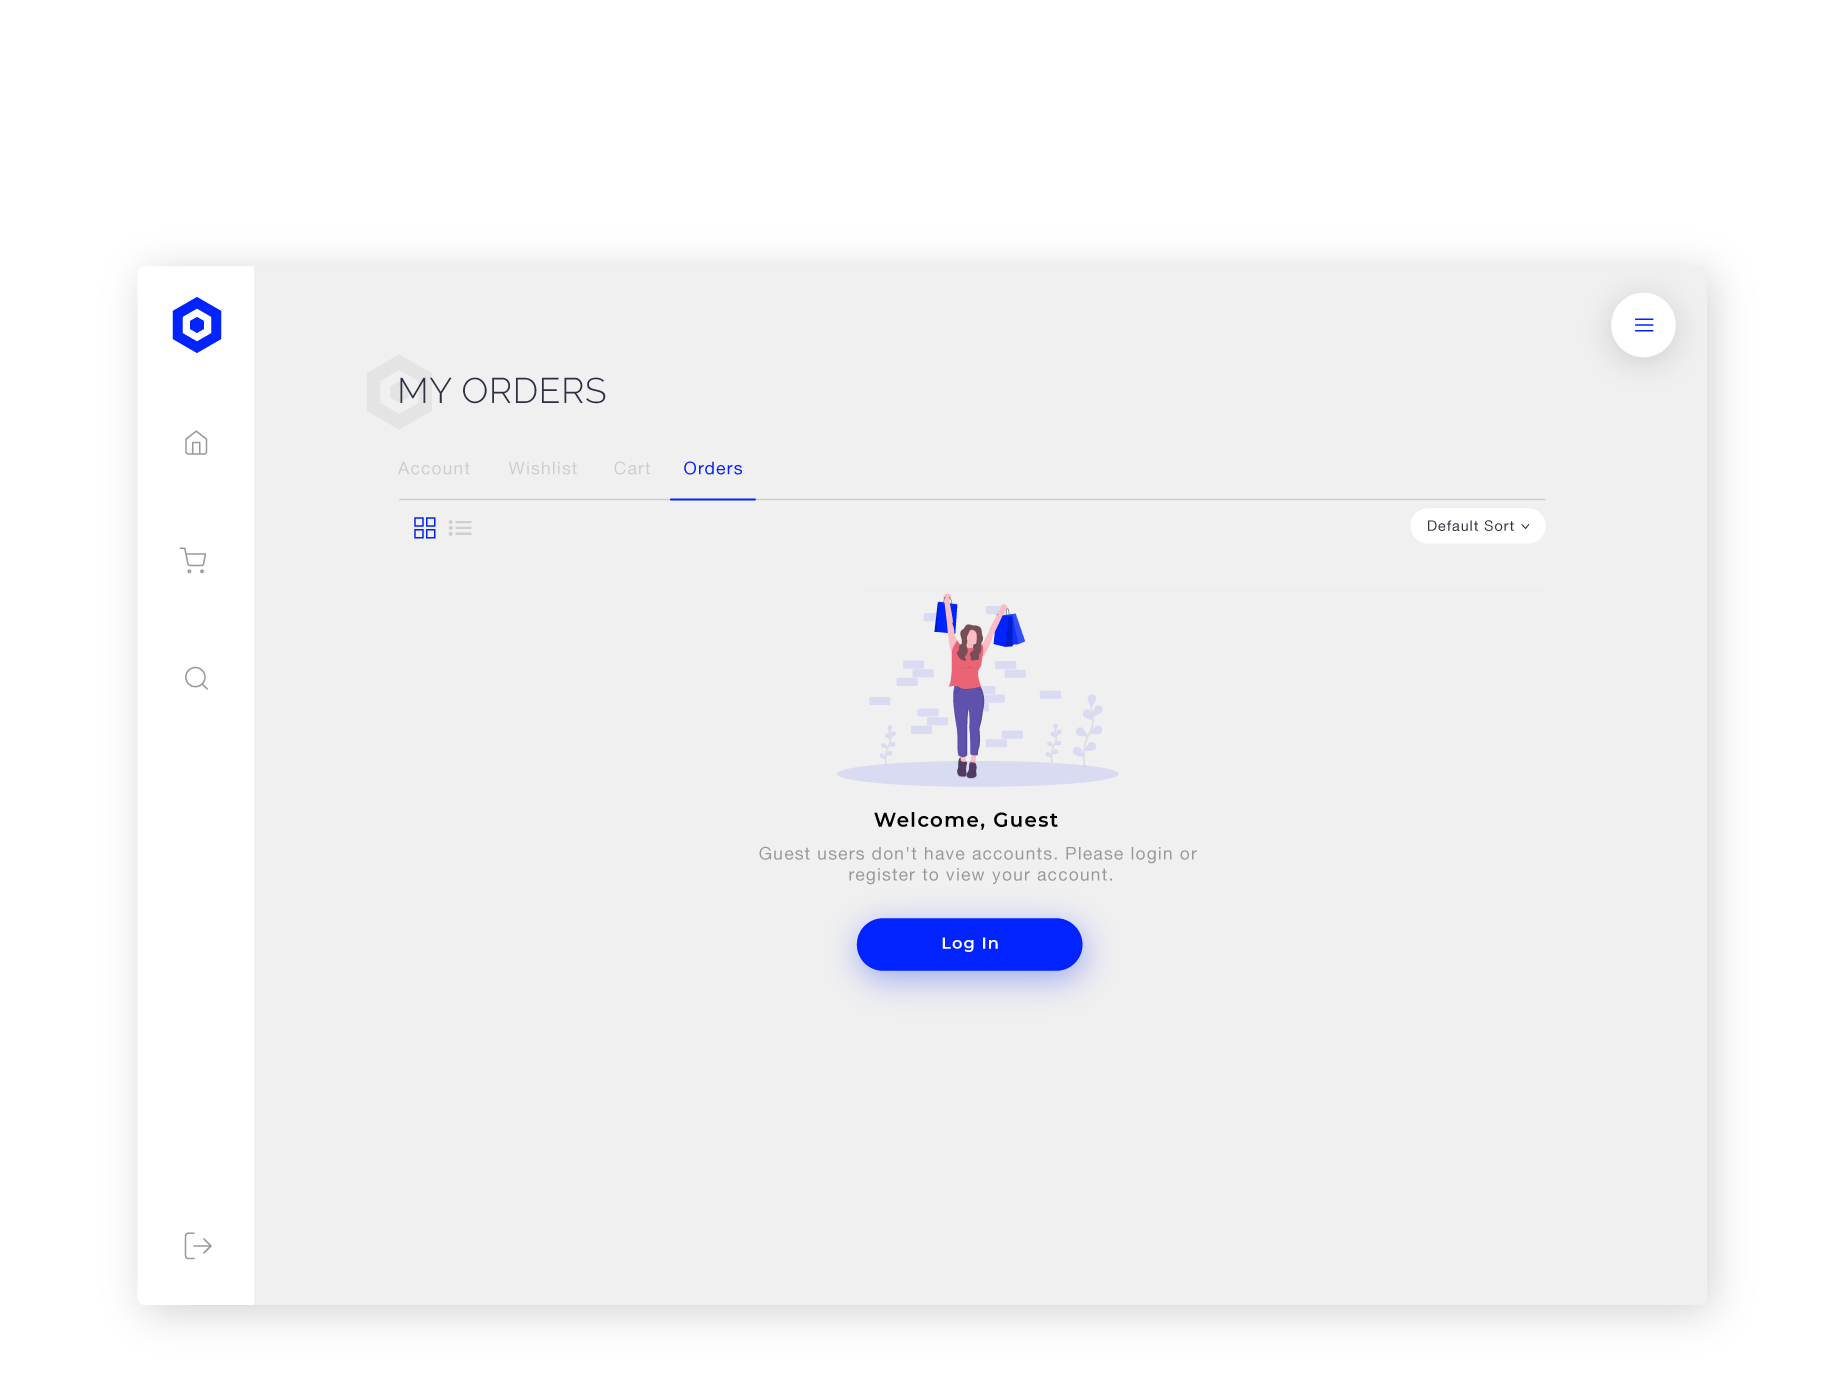 MY ORDERS
Account Wishlist Cart Orders
Default Sort
Welcome, Guest
Guest users don't have accounts. Please login or
register to view your account.
Log In